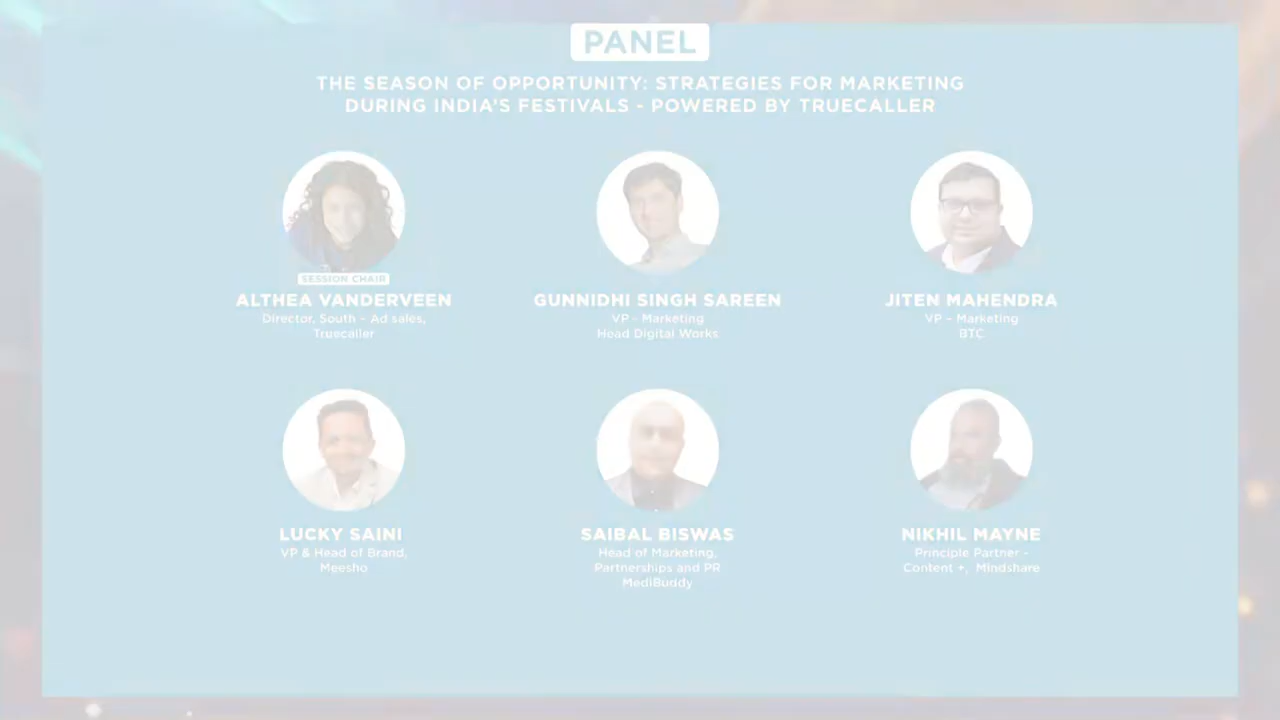 PANEL
THE SEASON OF OPPORTUNITY: STRATEGIES FOR MARKETING
DURING INDIA'S FESTIVALS - POWERED BY TRUECALLER
SESSION CHAIR
ALTHEA VANDERVEEN
Director, South - Ad sales,
Truecaller
GUNNIDHI SINGH SAREEN
VP - Marketing
Head Digital Works
JITEN MAHENDRA
VP - Marketing
BTC
LUCKY SAINI
VP & Head of Brand,
Meesho
SAIBAL BISWAS
Head of Marketing,
Partnerships and PR
MediBuddy
NIKHIL MAYNE
Principle Partner -
Content +, Mindshare